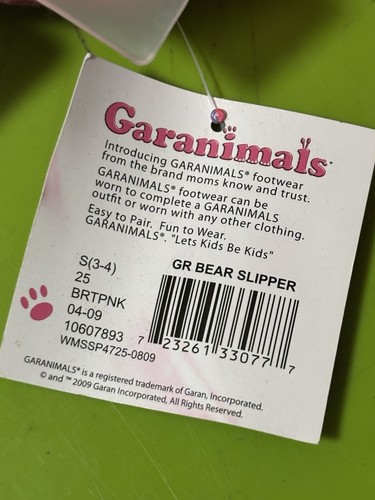 Garanimals®
Introducing GARANIMALS® footwear
from the brand moms know and trust.
GARANIMALS® footwear can be
worn to complete a GARANIMALS
outfit or worn with any other clothing.
Easy to Pair. Fun to Wear.
GARANIMALS®. "Lets Kids Be Kids"
S(3-4)
25
BRTPNK
04-09
10607893
WMSSP4725-0809
GR BEAR SLIPPER
7 23261 33077 7
GARANIMALS® is a registered trademark of Garan, Incorporated.
© and ™ 2009 Garan Incorporated, All Rights Reserved.